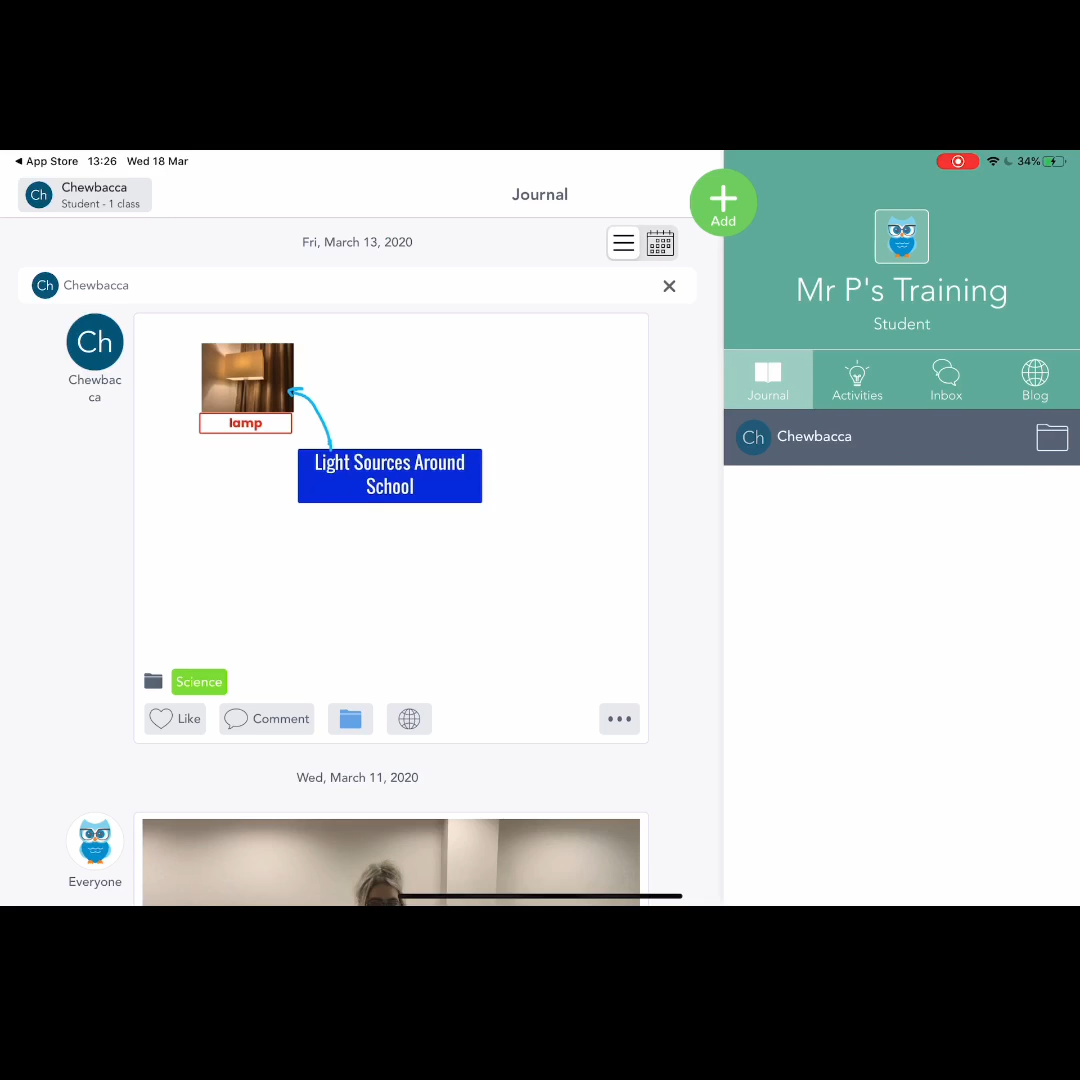 ◄ App Store 13:26 Wed 18 Mar
34%
Ch Chewbacca
Student - 1 class
Journal
Add
Fri, March 13, 2020
Ch Chewbacca
Ch
Chewbac
ca
lamp
Light Sources Around
School
Science
Like Comment
Wed, March 11, 2020
Everyone
Mr P's Training
Student
Journal Activities Inbox Blog
Ch Chewbacca